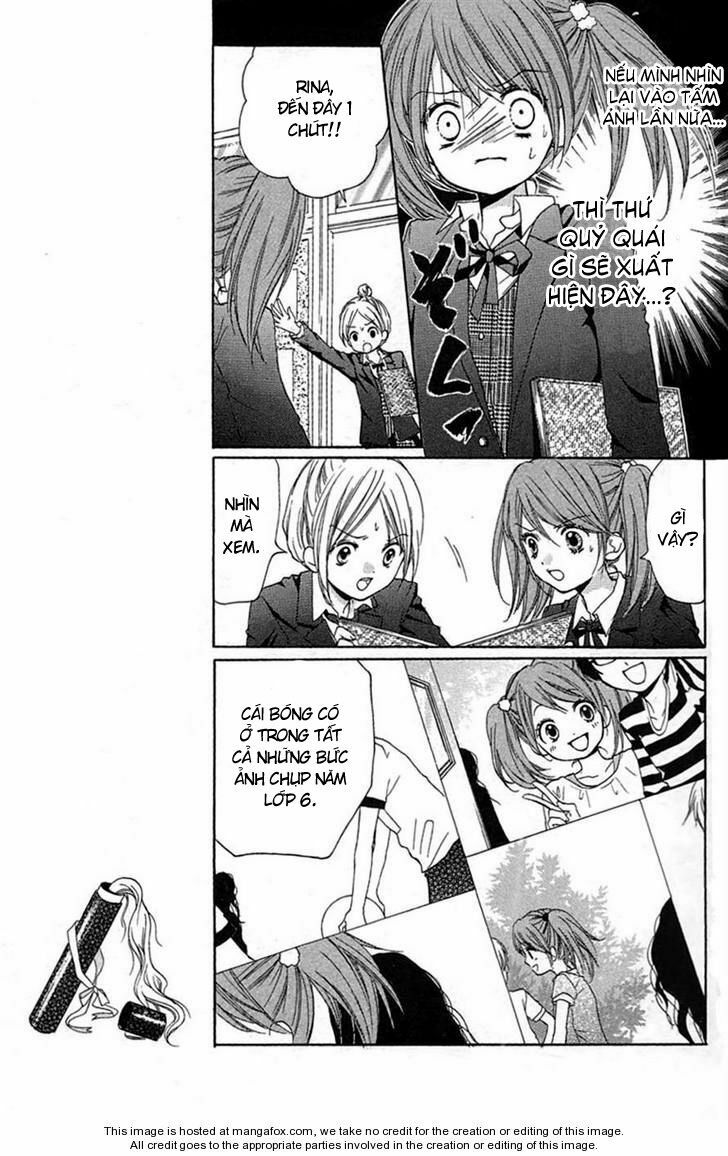 NẾU MÌNH NHÌN
LẠI VÀO TẤM
ẢNH LẦN NỮA...
THÌ THỨ
QUỶ QUÁI
GÌ SẼ XUẤT
HIỆN ĐÂY...?
ぞくっ
RINA,
ĐẾN ĐÂY 1
CHÚT!!
GÌ
VẬY?
NHÌN
MÀ
XEM.
CÁI BÓNG CÓ
Ở TRONG TẤT
CẢ NHỮNG BỨC
ẢNH CHỤP NĂM
LỚP 6.
This image is hosted at mangafox.com, we take no credit for the creation or editing of this image.
All credit goes to the appropriate parties involved in the creation or editing of this image.